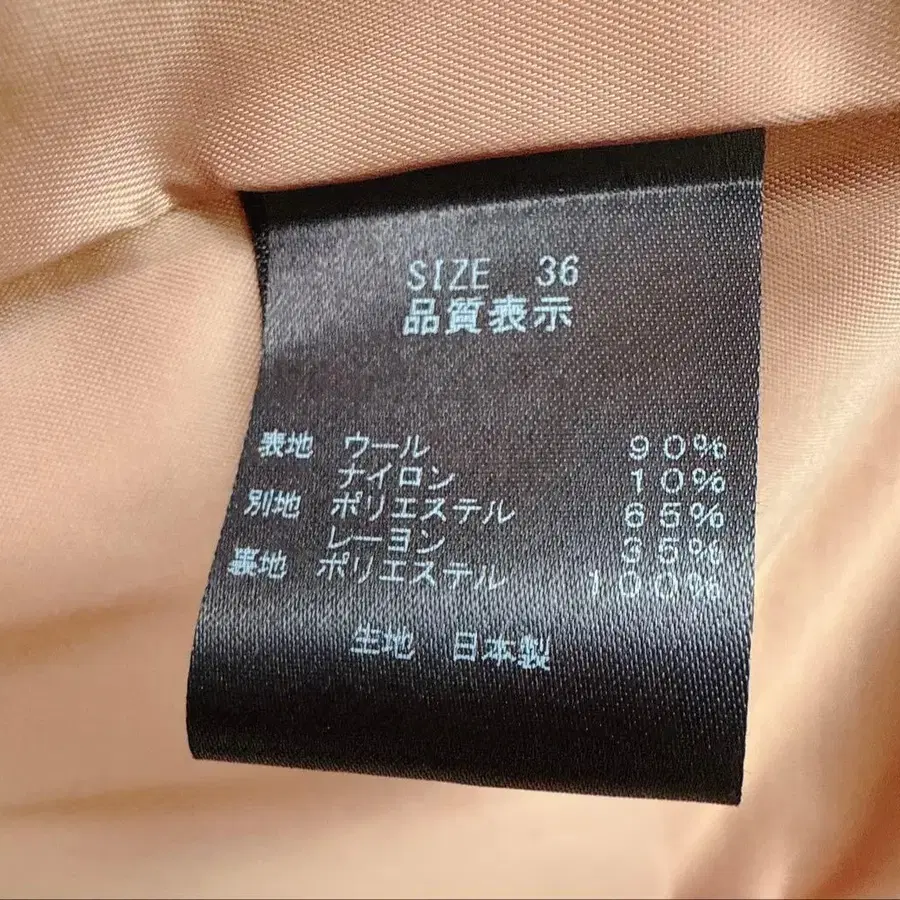 SIZE 36
品質表示
表地 ウール 90%
ナイロン 10%
別地 ポリエステル 65%
レーヨン 35%
裏地 ポリエステル 100%
生地 日本製